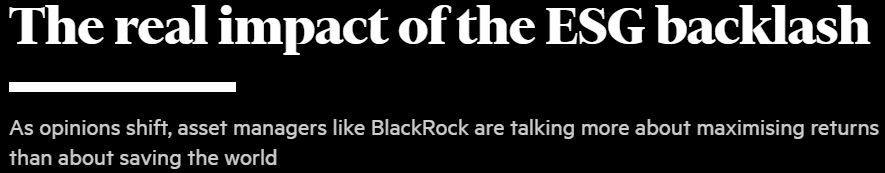 The real impact of the ESG backlash
As opinions shift, asset managers like BlackRock are talking more about maximising returns
than about saving the world